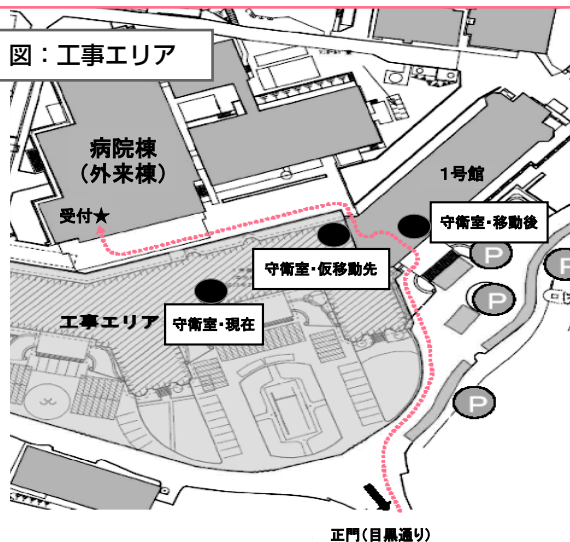 図：工事エリア
病院棟
（外来棟）
1号館
受付★
守衛室・移動後
P
守衛室・仮移動先
P
P
工事エリア
守衛室・現在
P
正門（目黒通り）